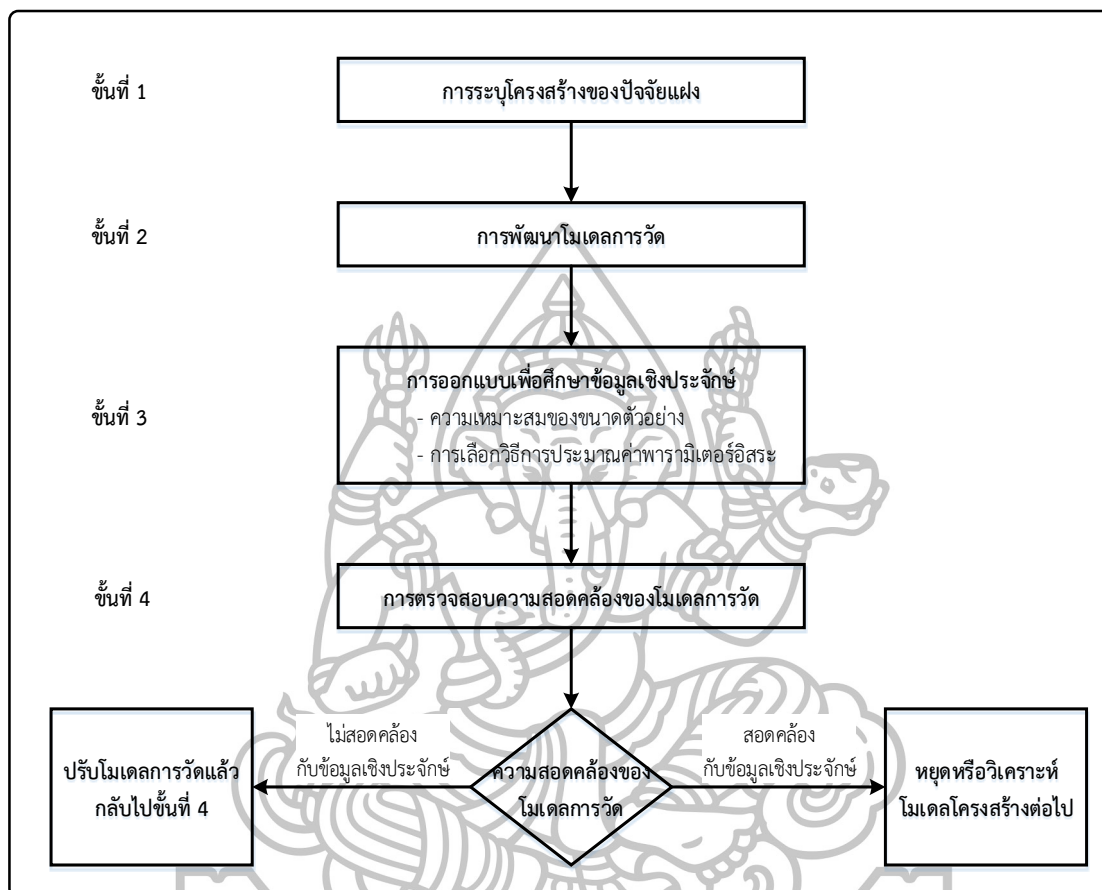 ขั้นที่ 1
การระบุโครงสร้างของปัจจัยแฝง
ขั้นที่ 2
การพัฒนาโมเดลการวัด
ขั้นที่ 3
การออกแบบเพื่อศึกษาข้อมูลเชิงประจักษ์
- ความเหมาะสมของขนาดตัวอย่าง
- การเลือกวิธีการประมาณค่าพารามิเตอร์อิสระ
ขั้นที่ 4
การตรวจสอบความสอดคล้องของโมเดลการวัด
ปรับโมเดลการวัดแล้ว
กลับไปขั้นที่ 4
ไม่สอดคล้อง
กับข้อมูลเชิงประจักษ์
ความสอดคล้องของ
โมเดลการวัด
สอดคล้อง
กับข้อมูลเชิงประจักษ์
หยุดหรือวิเคราะห์
โมเดลโครงสร้างต่อไป